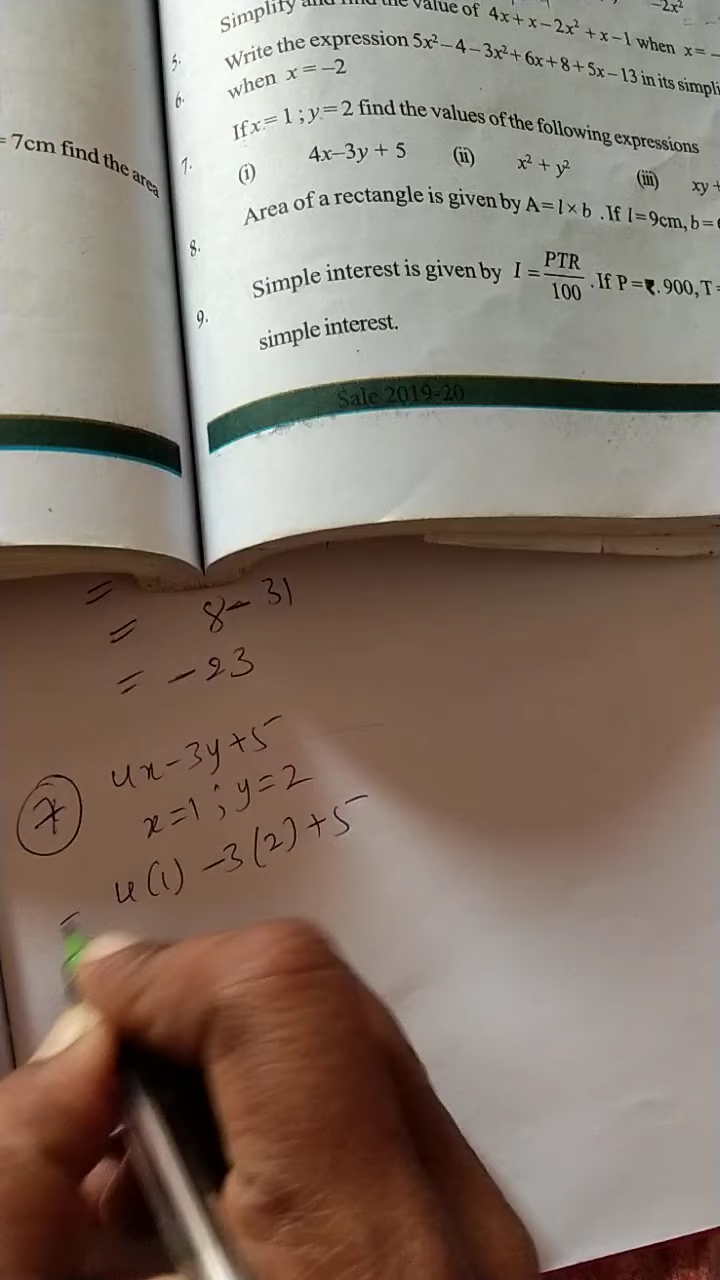 -2x²
Simplify and find the value of 4x+x−2x²+x−1 when x=
5.
Write the expression 5x²−4−3x²+6x+8+5x−13 in its simpli
6.
when x=−2
If x=1;y=2 find the values of the following expressions
7.
(i) 4x−3y+5 (ii) x²+y² (iii) xy+
=7cm find the area
Area of a rectangle is given by A=l×b .If l=9cm, b=
8.
Simple interest is given by I = PTR/100 .If P=₹.900, T=
9.
simple interest.
Sale 2019-20
=
= 8-31
= -23
7 4x-3y+5
x=1;y=2
4(1)-3(2)+5